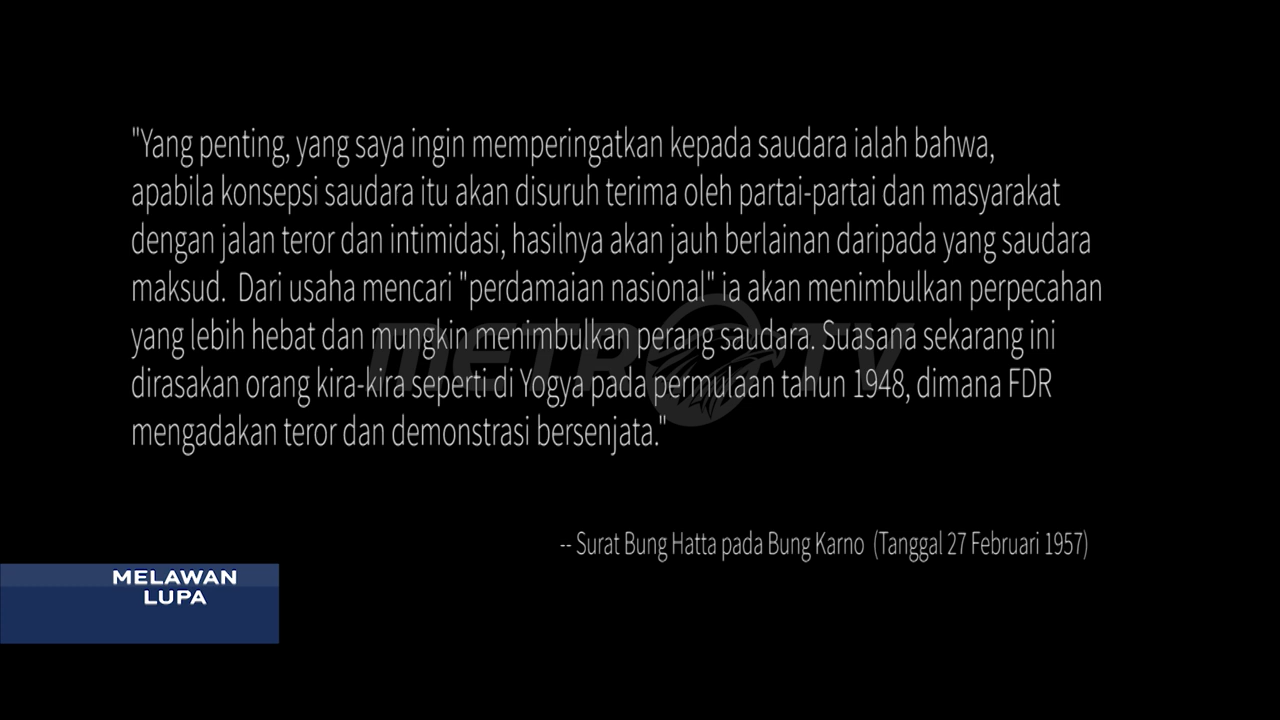 "Yang penting, yang saya ingin memperingatkan kepada saudara ialah bahwa,
apabila konsepsi saudara itu akan disuruh terima oleh partai-partai dan masyarakat
dengan jalan teror dan intimidasi, hasilnya akan jauh berlainan daripada yang saudara
maksud.  Dari usaha mencari "perdamaian nasional" ia akan menimbulkan perpecahan
yang lebih hebat dan mungkin menimbulkan perang saudara. Suasana sekarang ini
dirasakan orang kira-kira seperti di Yogya pada permulaan tahun 1948, dimana FDR
mengadakan teror dan demonstrasi bersenjata."
METRO TV
-- Surat Bung Hatta pada Bung Karno  (Tanggal 27 Februari 1957)
MELAWAN
LUPA